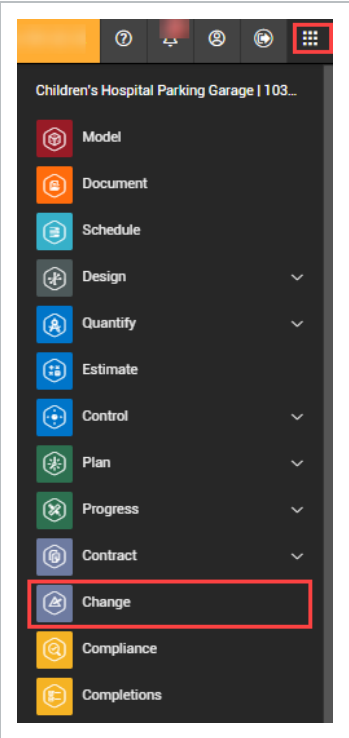 Children's Hospital Parking Garage | 103...
Model
Document
Schedule
Design
Quantify
Estimate
Control
Plan
Progress
Contract
Change
Compliance
Completions